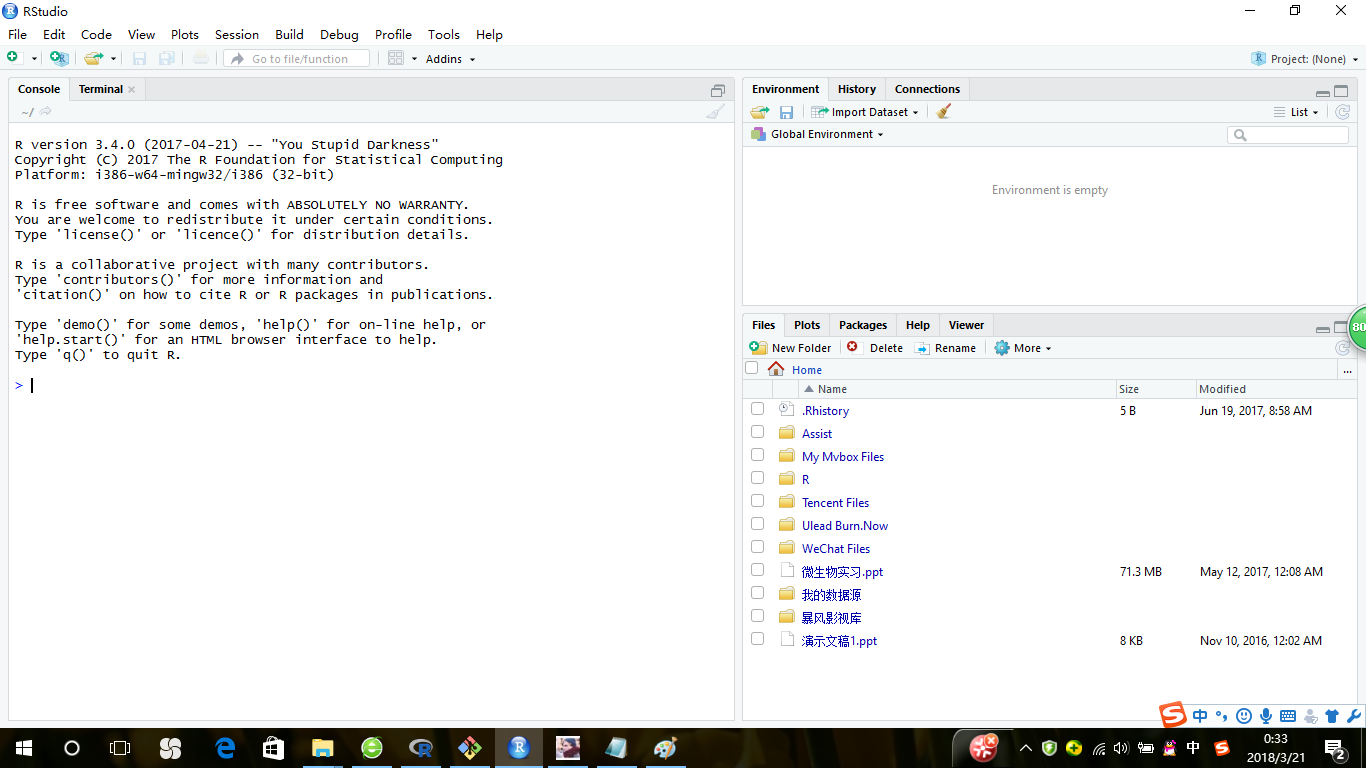 RStudio
File Edit Code View Plots Session Build Debug Profile Tools Help
Go to file/function
Addins
Project: (None)
Console Terminal
~/
R version 3.4.0 (2017-04-21) -- "You Stupid Darkness"
Copyright (C) 2017 The R Foundation for Statistical Computing
Platform: i386-w64-mingw32/i386 (32-bit)
R is free software and comes with ABSOLUTELY NO WARRANTY.
You are welcome to redistribute it under certain conditions.
Type 'license()' or 'licence()' for distribution details.
R is a collaborative project with many contributors.
Type 'contributors()' for more information and
'citation()' on how to cite R or R packages in publications.
Type 'demo()' for some demos, 'help()' for on-line help, or
'help.start()' for an HTML browser interface to help.
Type 'q()' to quit R.
>
Environment History Connections
Import Dataset
List
Global Environment
Environment is empty
Files Plots Packages Help Viewer
80
New Folder Delete Rename More
Home ...
Name Size Modified
.Rhistory 5 B Jun 19, 2017, 8:58 AM
Assist
My Mvbox Files
R
Tencent Files
Ulead Burn.Now
WeChat Files
微生物实习.ppt 71.3 MB May 12, 2017, 12:08 AM
我的数据源
暴风影视库
演示文稿1.ppt 8 KB Nov 10, 2016, 12:02 AM
中
中
0:33
2018/3/21
2